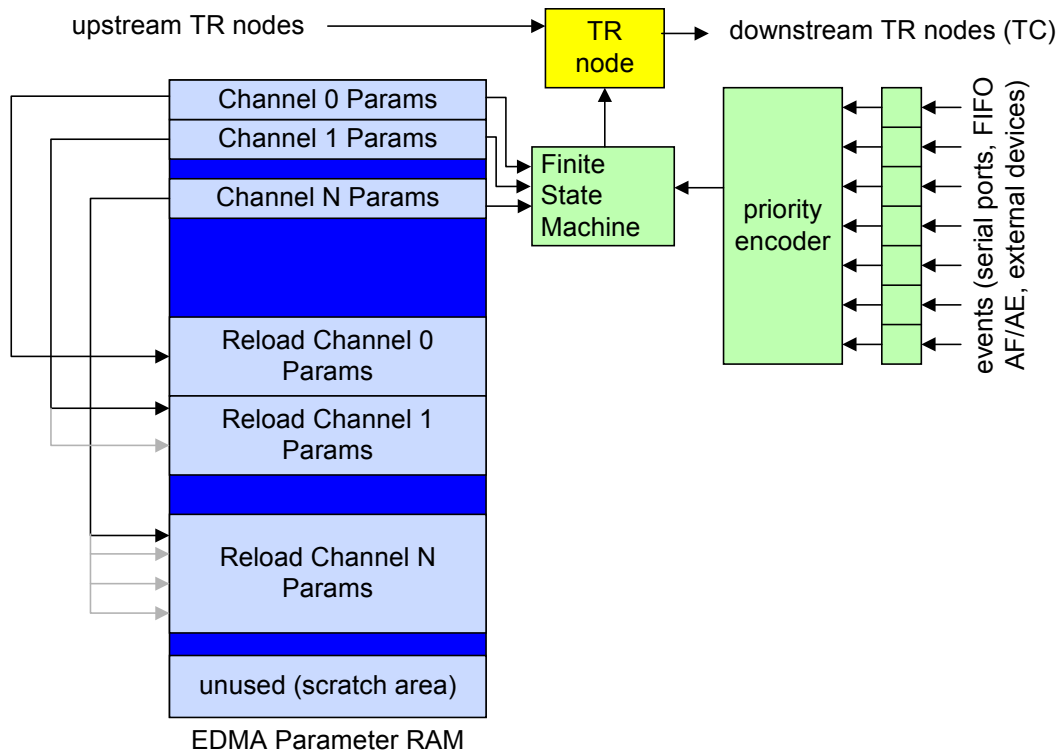 upstream TR nodes
TR
node
downstream TR nodes (TC)
Channel 0 Params
Channel 1 Params
Channel N Params
Finite
State
Machine
priority
encoder
events (serial ports, FIFO
AF/AE, external devices)
Reload Channel 0
Params
Reload Channel 1
Params
Reload Channel N
Params
unused (scratch area)
EDMA Parameter RAM